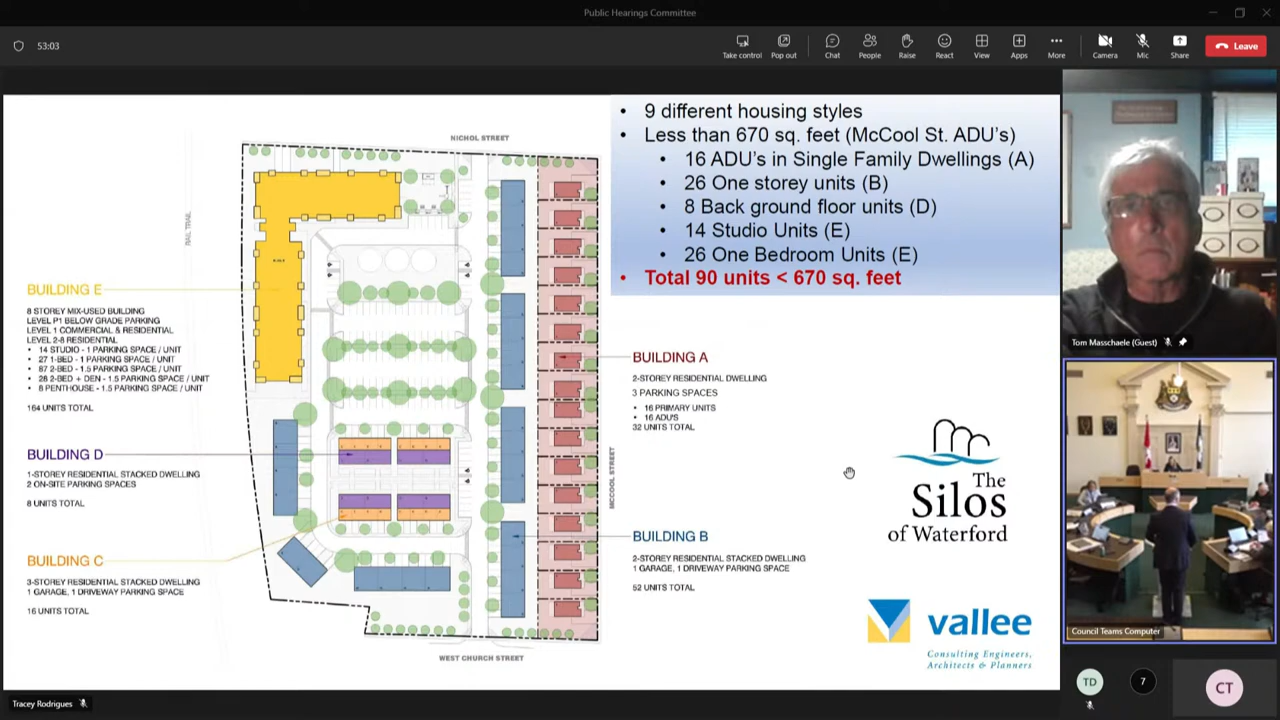 Public Hearings Committee
53:03
Take control
Pop out
Chat
People
Raise
React
View
Apps
More
Camera
Mic
Share
Leave
• 9 different housing styles
• Less than 670 sq. feet (McCool St. ADU's)
• 16 ADU's in Single Family Dwellings (A)
• 26 One storey units (B)
• 8 Back ground floor units (D)
• 14 Studio Units (E)
• 26 One Bedroom Units (E)
• Total 90 units < 670 sq. feet
NICHOL STREET
RAIL TRAIL
BUILDING E
8 STOREY MIX-USED BUILDING
LEVEL P1 BELOW GRADE PARKING
LEVEL 1 COMMERCIAL & RESIDENTIAL
LEVEL 2-8 RESIDENTIAL
• 14 STUDIO - 1 PARKING SPACE / UNIT
• 27 1-BED - 1 PARKING SPACE / UNIT
• 87 2-BED - 1.5 PARKING SPACE / UNIT
• 28 2-BED + DEN - 1.5 PARKING SPACE / UNIT
• 8 PENTHOUSE - 1.5 PARKING SPACE / UNIT
164 UNITS TOTAL
BUILDING D
1-STOREY RESIDENTIAL STACKED DWELLING
2 ON-SITE PARKING SPACES
8 UNITS TOTAL
BUILDING C
3-STOREY RESIDENTIAL STACKED DWELLING
1 GARAGE, 1 DRIVEWAY PARKING SPACE
16 UNITS TOTAL
BUILDING A
2-STOREY RESIDENTIAL DWELLING
3 PARKING SPACES
• 16 PRIMARY UNITS
• 16 ADU'S
32 UNITS TOTAL
MCCOOL STREET
BUILDING B
2-STOREY RESIDENTIAL STACKED DWELLING
1 GARAGE, 1 DRIVEWAY PARKING SPACE
52 UNITS TOTAL
WEST CHURCH STREET
The
Silos
of Waterford
vallee
Consulting Engineers,
Architects & Planners
Tom Masschaele (Guest)
Council Teams Computer
TD
7
CT
Tracey Rodrigues